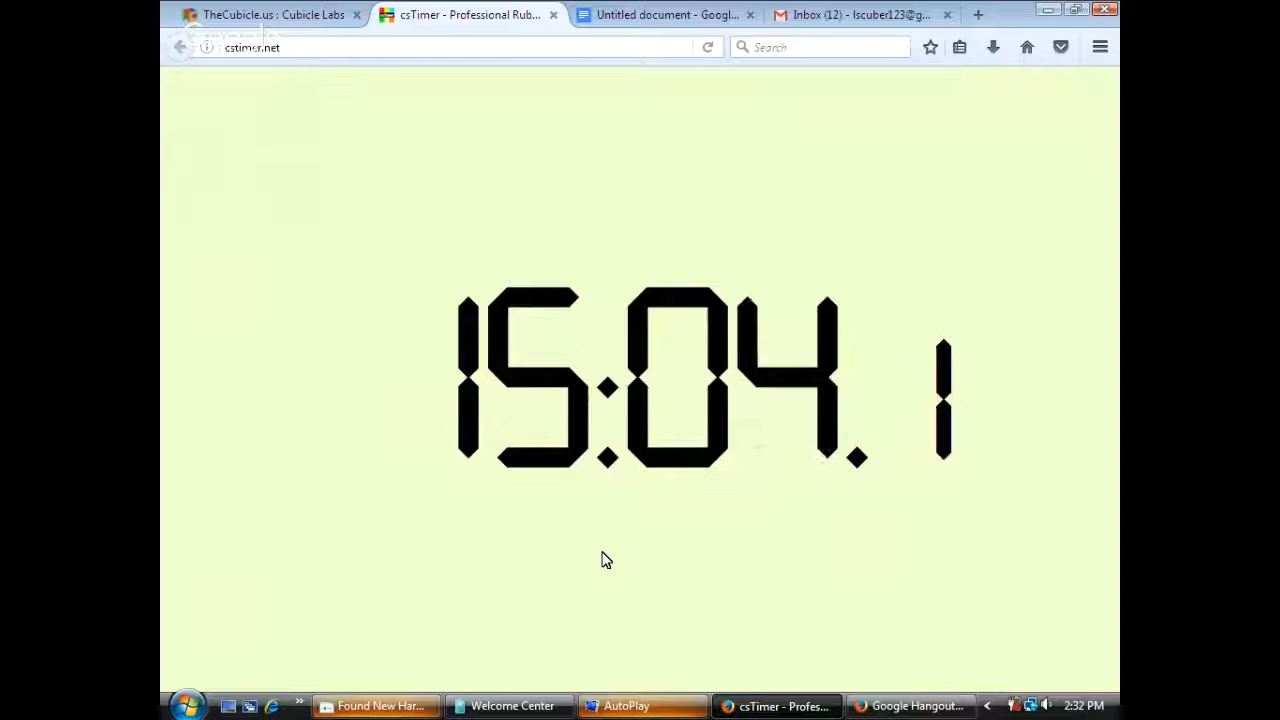 TheCubicle.us : Cubicle Labs
csTimer - Professional Rub...
Untitled document - Googl...
Inbox (12) - lscuber123@g...
cstimer.net
Search
15:04.1
Found New Har...
Welcome Center
AutoPlay
csTimer - Profes...
Google Hangout...
2:32 PM